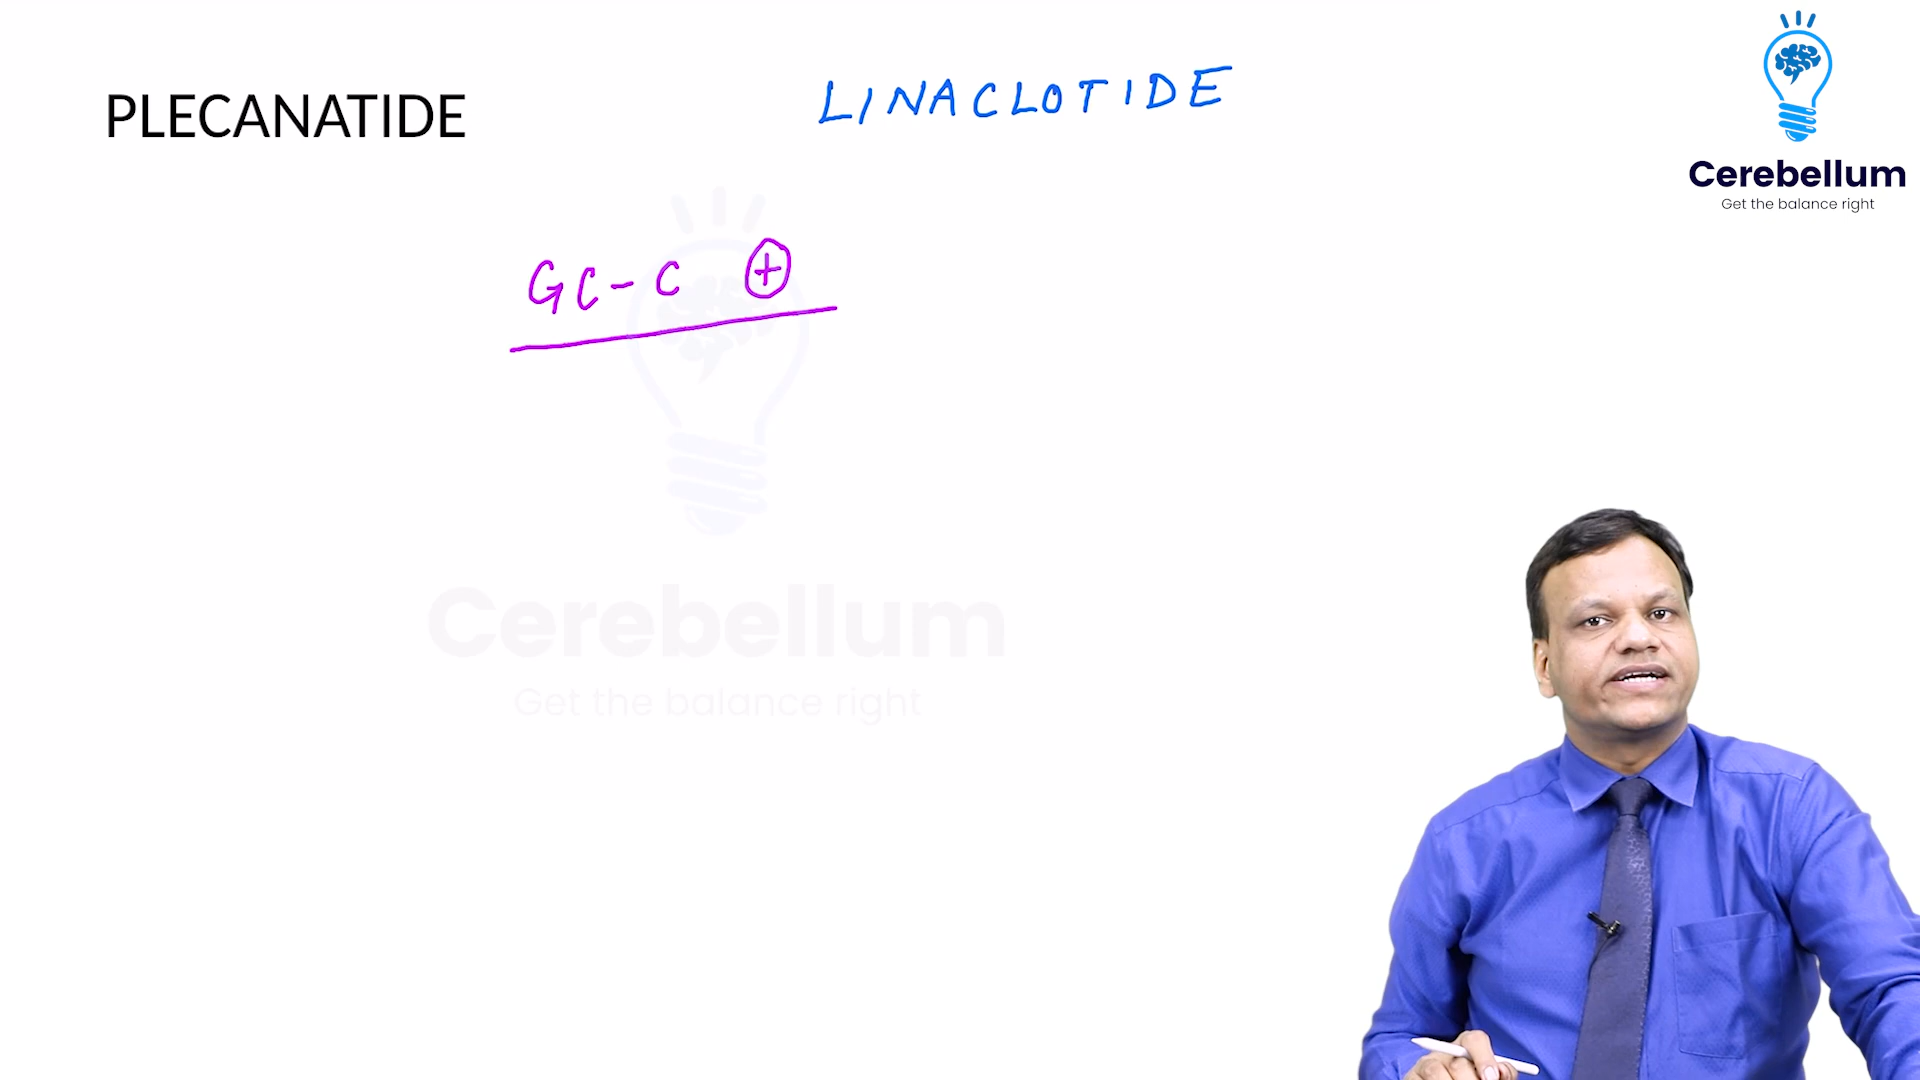 PLECANATIDE
LINACLOTIDE
Cerebellum
Get the balance right
GC-C +
Cerebellum
Get the balance right